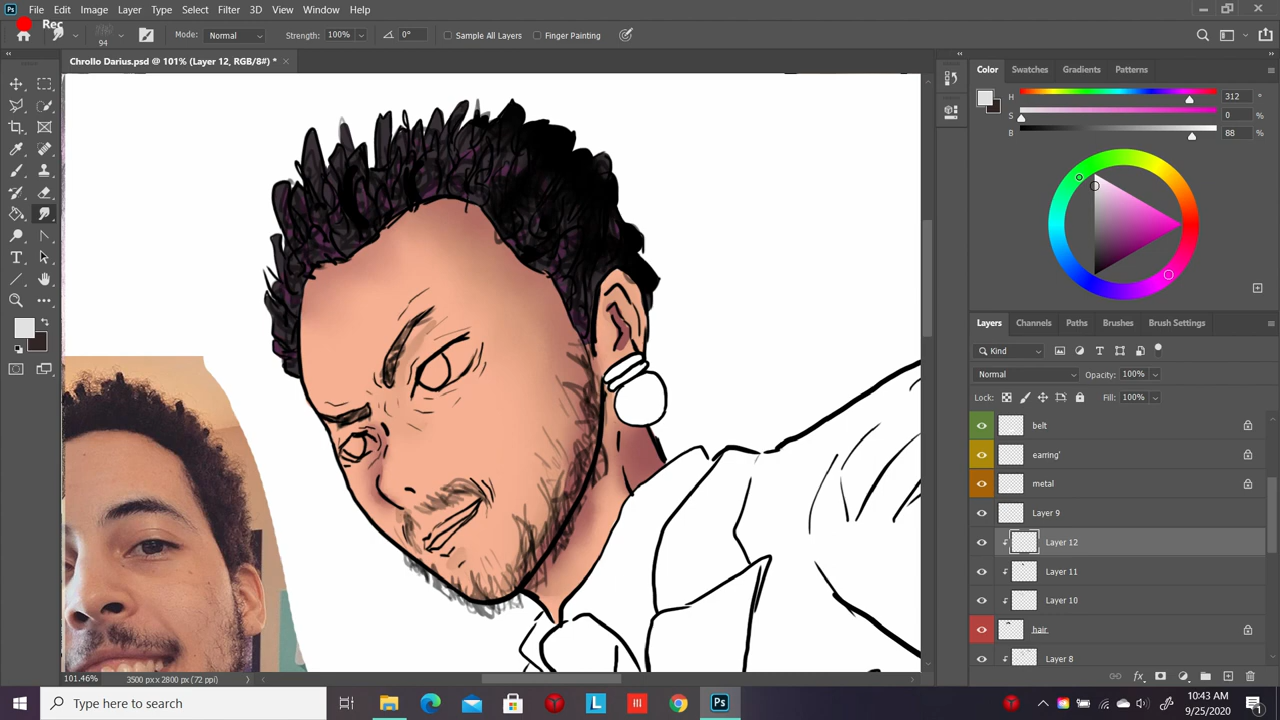 File Edit Image Layer Type Select Filter 3D View Window Help
Rec
94 Mode: Normal Strength: 100% 0° Sample All Layers Finger Painting
Chrollo Darius.psd @ 101% (Layer 12, RGB/8#) *
Color Swatches Gradients Patterns
H 312 °
S 0 %
B 88 %
Layers Channels Paths Brushes Brush Settings
Kind
Normal Opacity: 100%
Lock: Fill: 100%
belt
earring'
metal
Layer 9
Layer 12
Layer 11
Layer 10
hair
Layer 8
101.46% 3500 px x 2800 px (72 ppi)
Type here to search
10:43 AM
9/25/2020